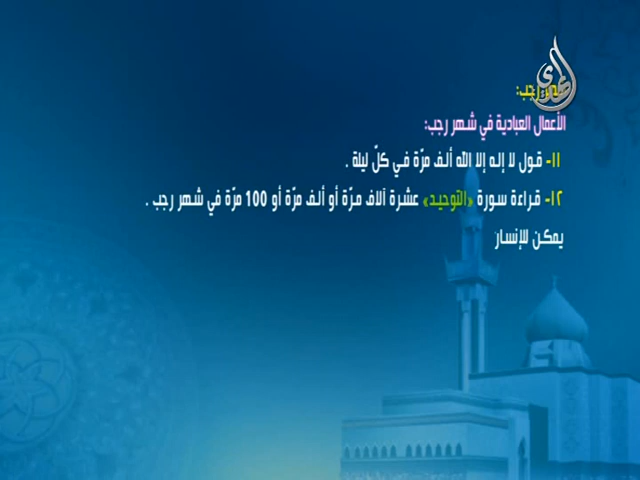 رجب:
الأعمال العبادية في شهر رجب:
١١- قول لا إله إلا الله ألف مرّة في كلّ ليلة .
١٢- قراءة سورة «التوحيد» عشرة آلاف مرّة أو ألف مرّة أو 100 مرّة في شهر رجب .
يمكن للإنسان